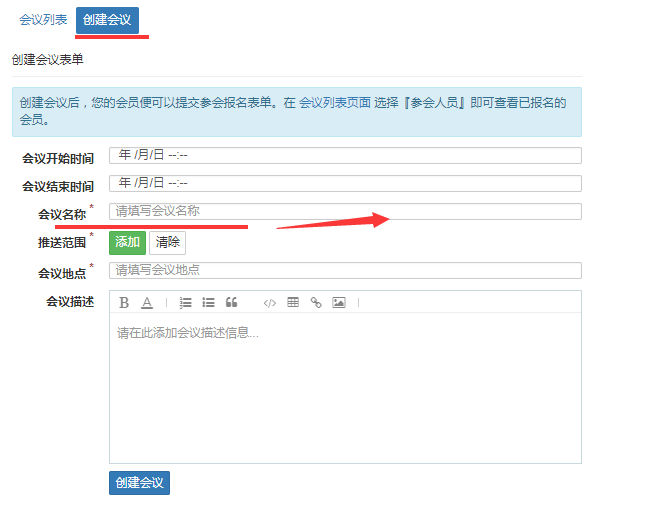 会议列表 创建会议
创建会议表单
创建会议后，您的会员便可以提交参会报名表单。在 会议列表页面 选择『参会人员』即可查看已报名的
会员。
会议开始时间 年 /月/日 --:--
会议结束时间 年 /月/日 --:--
会议名称 * 请填写会议名称
推送范围 * 添加 清除
会议地点 * 请填写会议地点
会议描述 B A
请在此添加会议描述信息...
创建会议